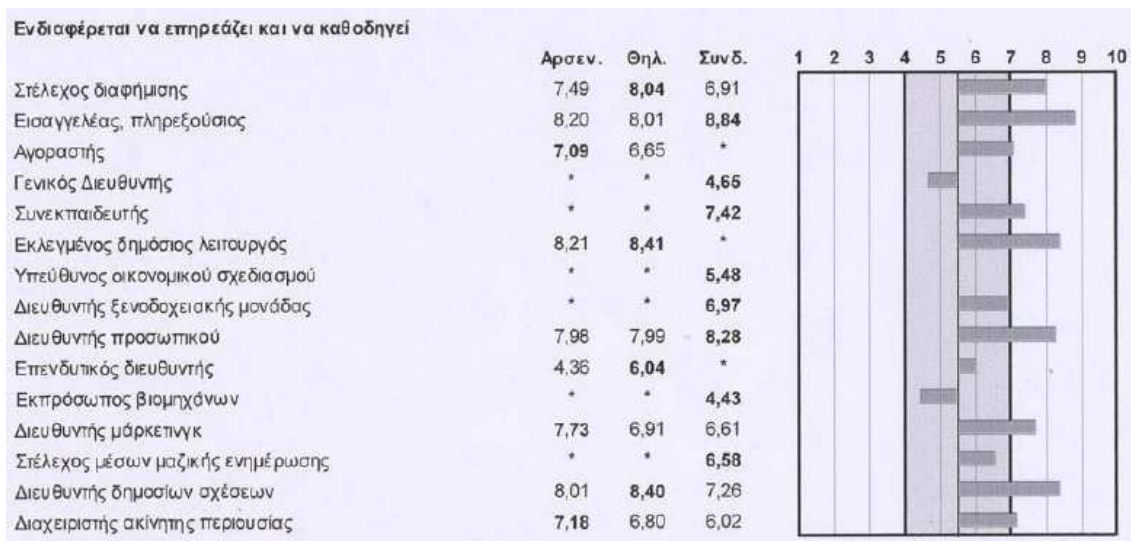 Ενδιαφέρεται να επηρεάζει και να καθοδηγεί
Αρσεν. Θηλ. Συνδ. 1 2 3 4 5 6 7 8 9 10
Στέλεχος διαφήμισης 7,49 8,04 6,91
Εισαγγελέας, πληρεξούσιος 8,20 8,01 8,84
Αγοραστής 7,09 6,65 *
Γενικός Διευθυντής * * 4,65
Συνεκπαιδευτής * * 7,42
Εκλεγμένος δημόσιος λειτουργός 8,21 8,41 *
Υπεύθυνος οικονομικού σχεδιασμού * * 5,48
Διευθυντής ξενοδοχειακής μονάδας * * 6,97
Διευθυντής προσωπικού 7,98 7,99 8,28
Επενδυτικός διευθυντής 4,36 6,04 *
Εκπρόσωπος βιομηχάνων * * 4,43
Διευθυντής μάρκετινγκ 7,73 6,91 6,61
Στέλεχος μέσων μαζικής ενημέρωσης * * 6,58
Διευθυντής δημοσίων σχέσεων 8,01 8,40 7,26
Διαχειριστής ακίνητης περιουσίας 7,18 6,80 6,02